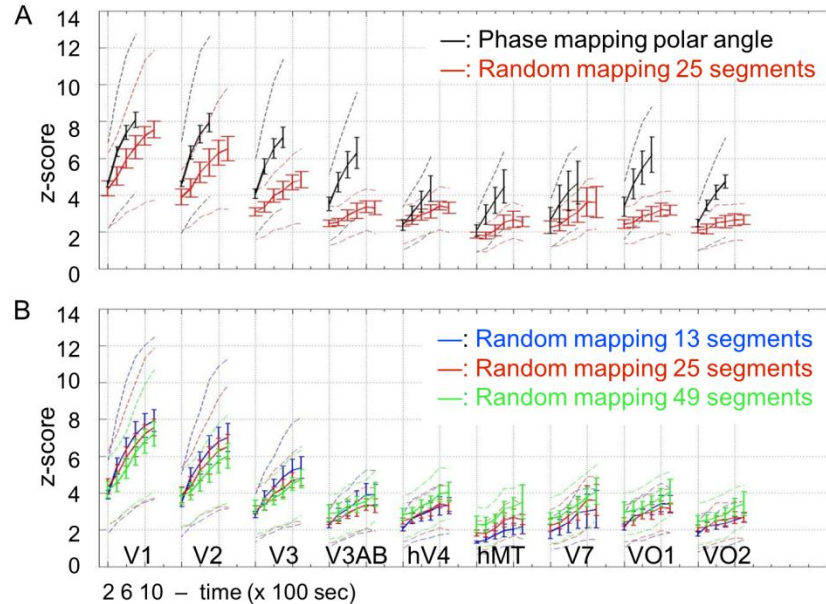 A
14
12
10
8
6
4
2
0
z-score
—: Phase mapping polar angle
—: Random mapping 25 segments
B
14
12
10
8
6
4
2
0
z-score
—: Random mapping 13 segments
—: Random mapping 25 segments
—: Random mapping 49 segments
V1 V2 V3 V3AB hV4 hMT V7 VO1 VO2
2 6 10 – time (x 100 sec)